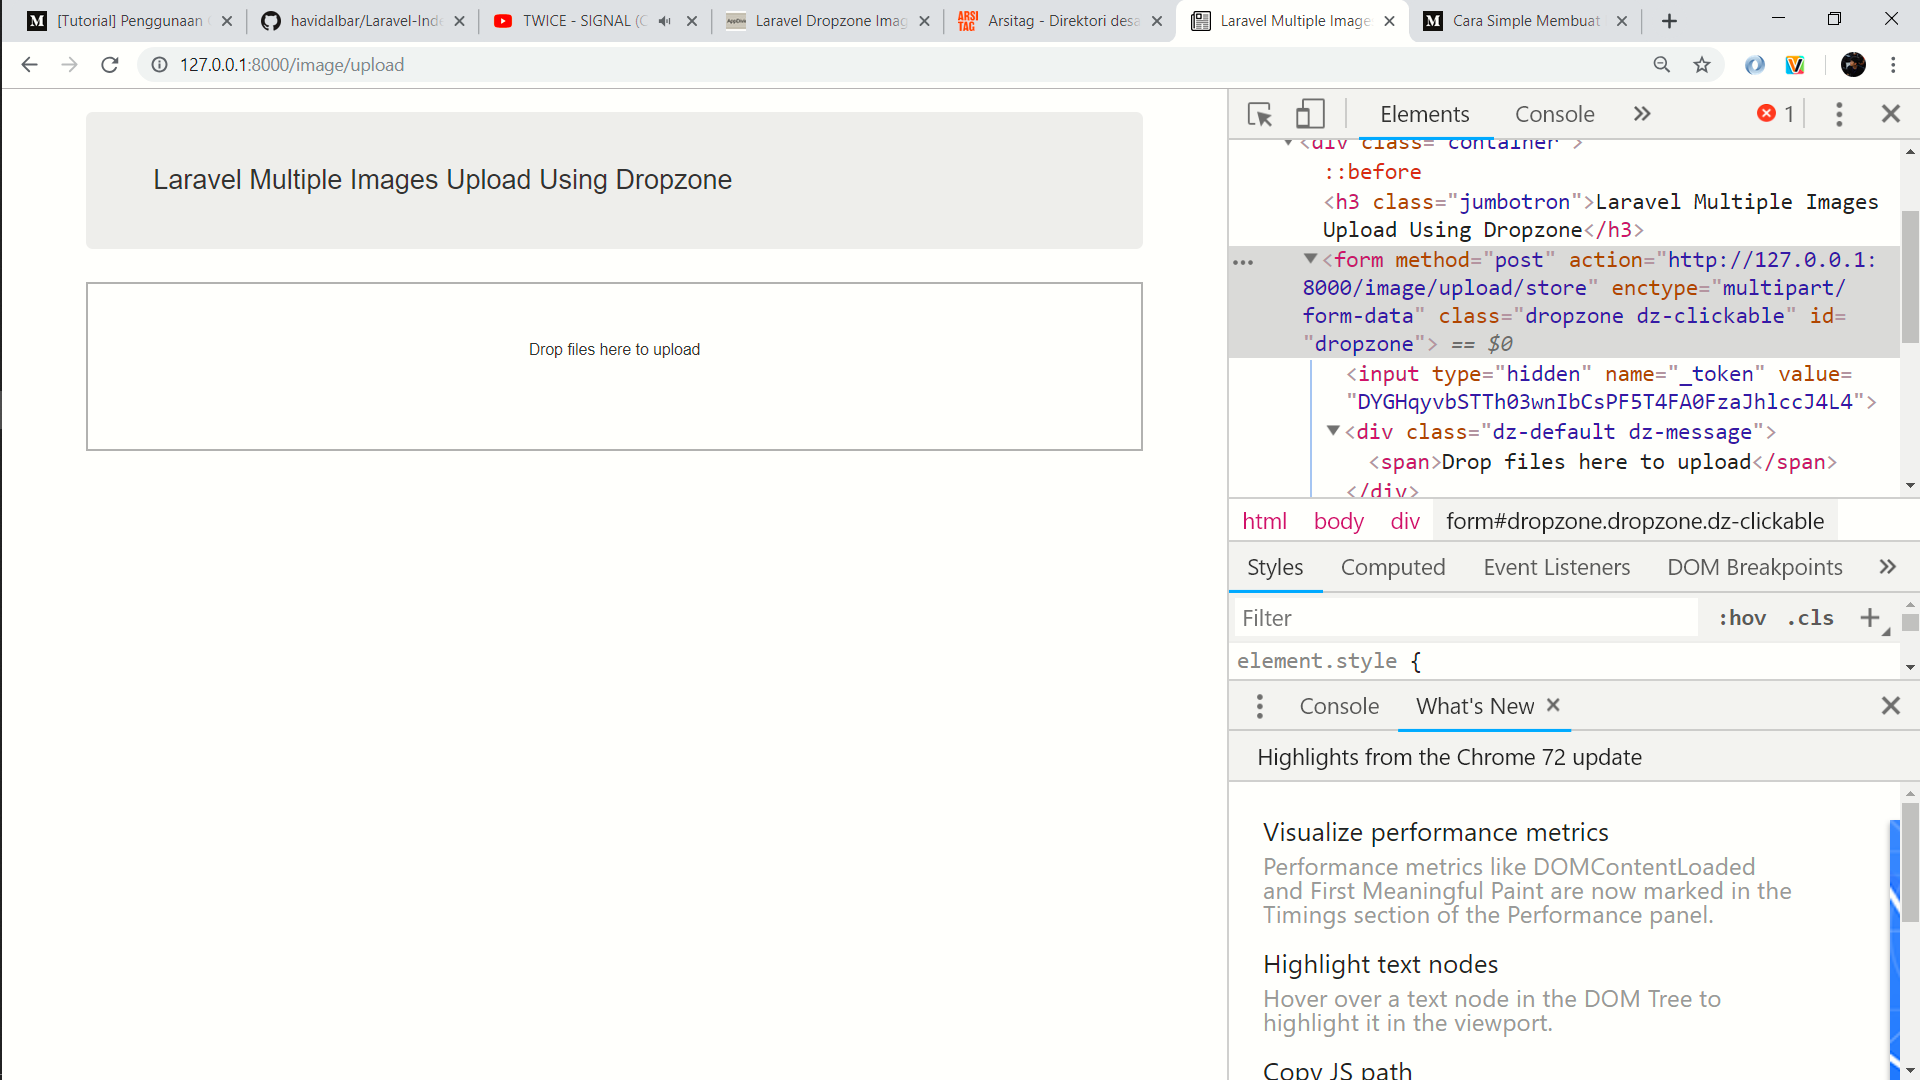 [Tutorial] Penggunaan
havidalbar/Laravel-Inde
TWICE - SIGNAL (
Laravel Dropzone Imag
ARSI TAG
Arsitag - Direktori desa
Laravel Multiple Image
Cara Simple Membuat
127.0.0.1:8000/image/upload
Laravel Multiple Images Upload Using Dropzone
Drop files here to upload
Elements
Console
1
<div class="container">
::before
<h3 class="jumbotron">Laravel Multiple Images
Upload Using Dropzone</h3>
<form method="post" action="http://127.0.0.1:
8000/image/upload/store" enctype="multipart/
form-data" class="dropzone dz-clickable" id=
"dropzone"> == $0
<input type="hidden" name="_token" value=
"DYGHqyvbSTTh03wnIbCsPF5T4FA0FzaJhlccJ4L4">
<div class="dz-default dz-message">
<span>Drop files here to upload</span>
</div>
html body div form#dropzone.dropzone.dz-clickable
Styles Computed Event Listeners DOM Breakpoints
Filter
:hov .cls
element.style {
Console What's New
Highlights from the Chrome 72 update
Visualize performance metrics
Performance metrics like DOMContentLoaded
and First Meaningful Paint are now marked in the
Timings section of the Performance panel.
Highlight text nodes
Hover over a text node in the DOM Tree to
highlight it in the viewport.
Copy JS path